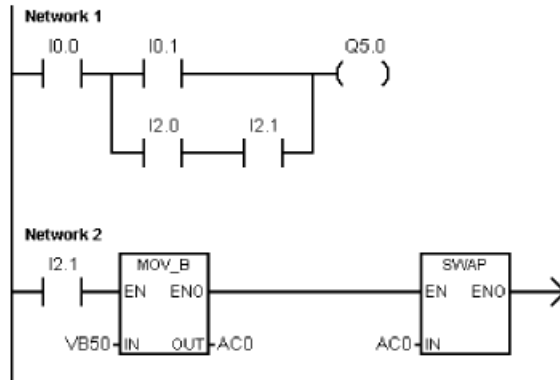 Network 1
I0.0 I0.1 Q5.0
I2.0 I2.1
Network 2
I2.1 MOV_B SWAP
EN ENO EN ENO
VB50 IN OUT AC0 AC0 IN